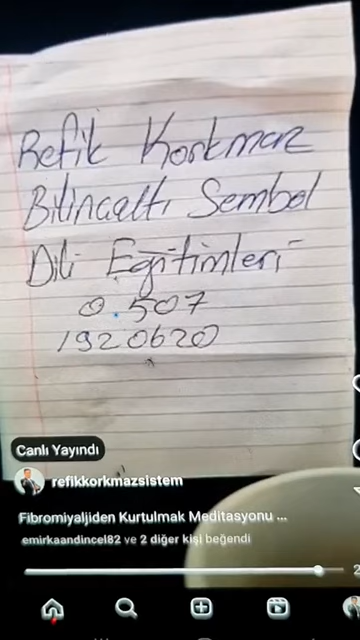 Refik Korkmaz
Bilinçaltı Sembol
Dili Eğitimleri
0.507
1920620
Canlı Yayındı
refikkorkmazsistem
Fibromiyaljiden Kurtulmak Meditasyonu ...
emirkaandincel82 ve 2 diğer kişi beğendi